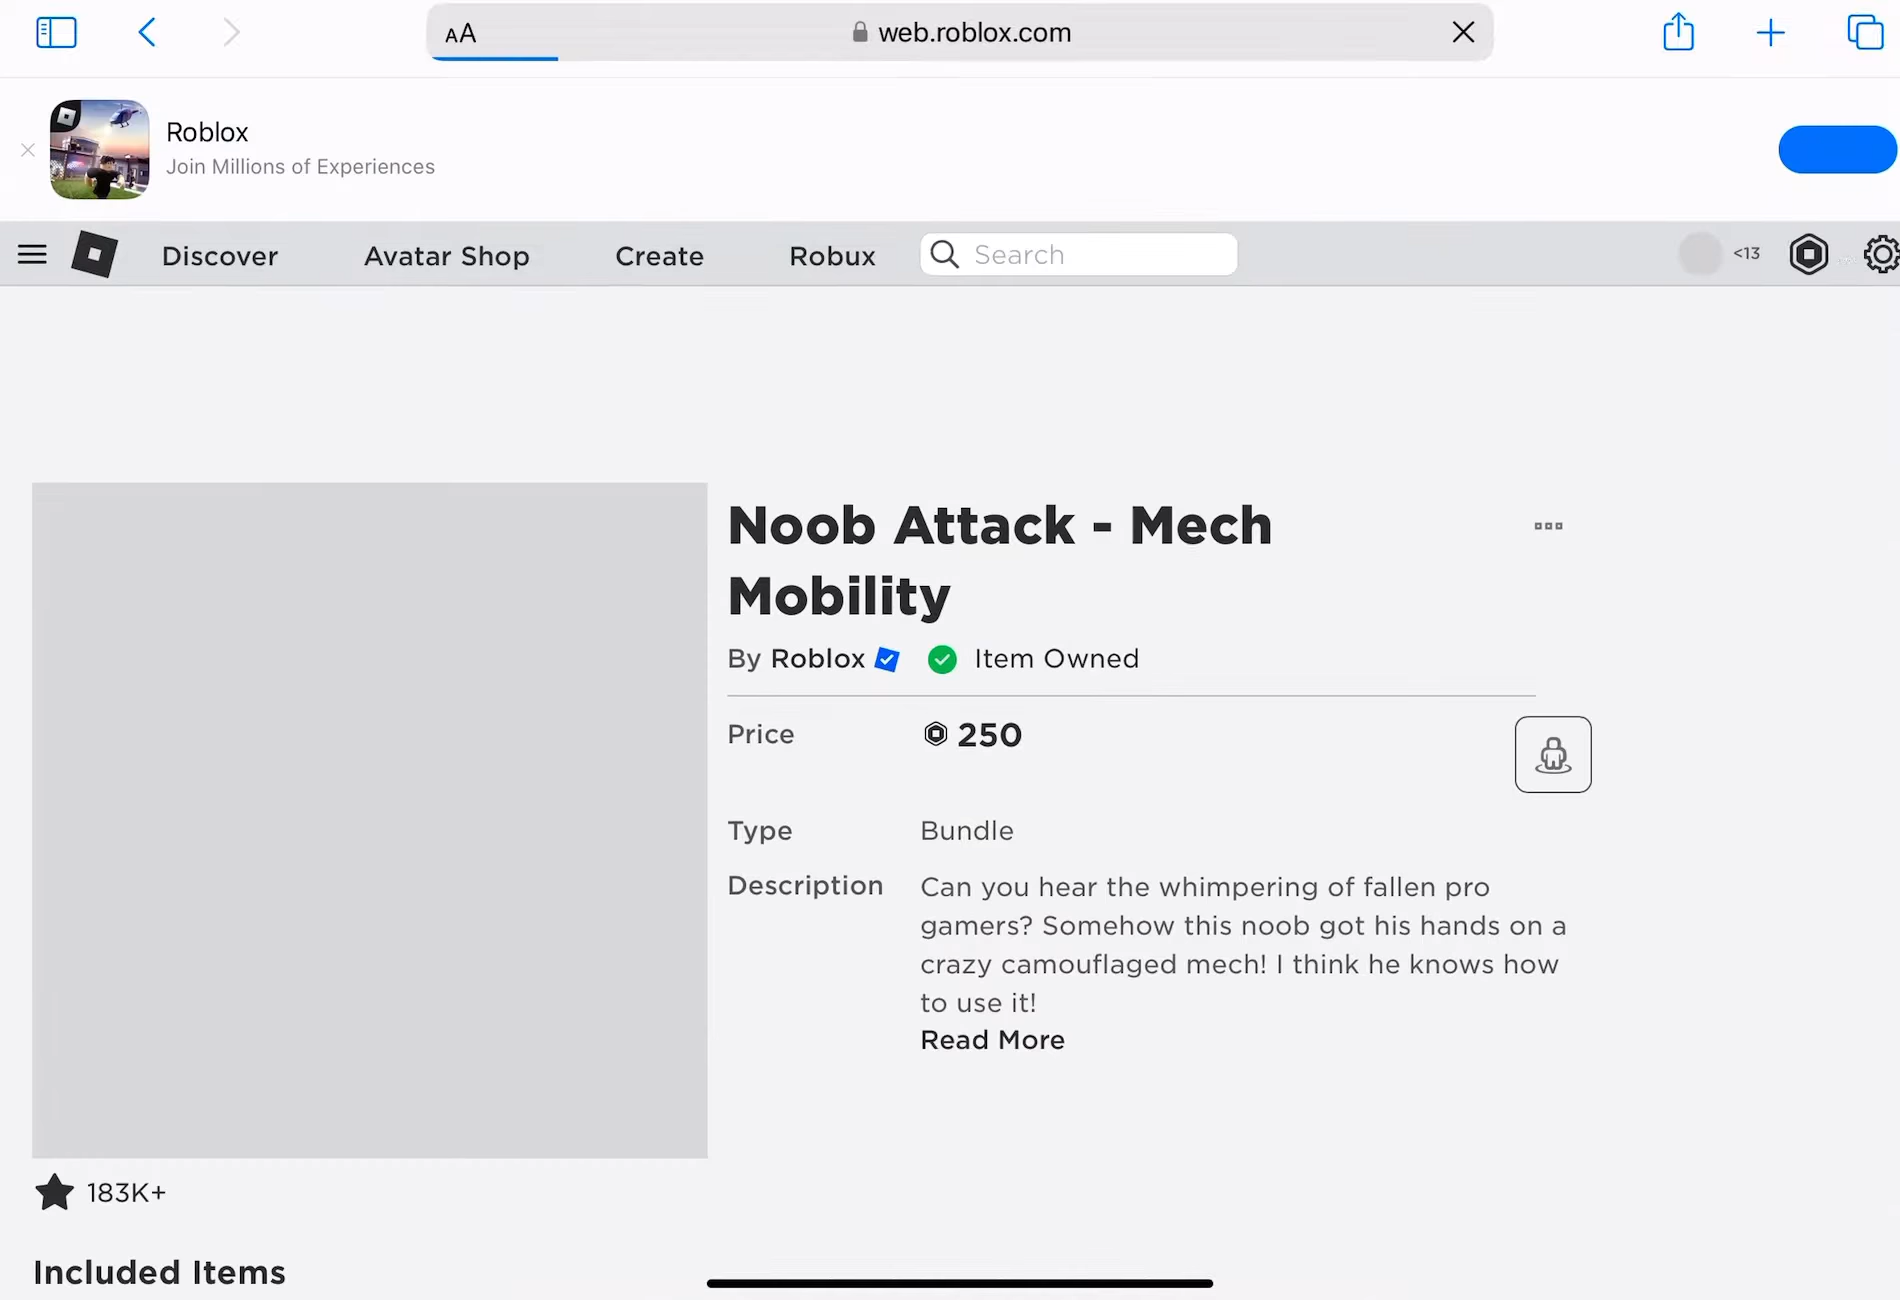 AA
web.roblox.com
Roblox
Join Millions of Experiences
Discover
Avatar Shop
Create
Robux
Search
<13
Noob Attack - Mech
Mobility
By Roblox
Item Owned
Price
250
Type
Bundle
Description
Can you hear the whimpering of fallen pro
gamers? Somehow this noob got his hands on a
crazy camouflaged mech! I think he knows how
to use it!
Read More
183K+
Included Items